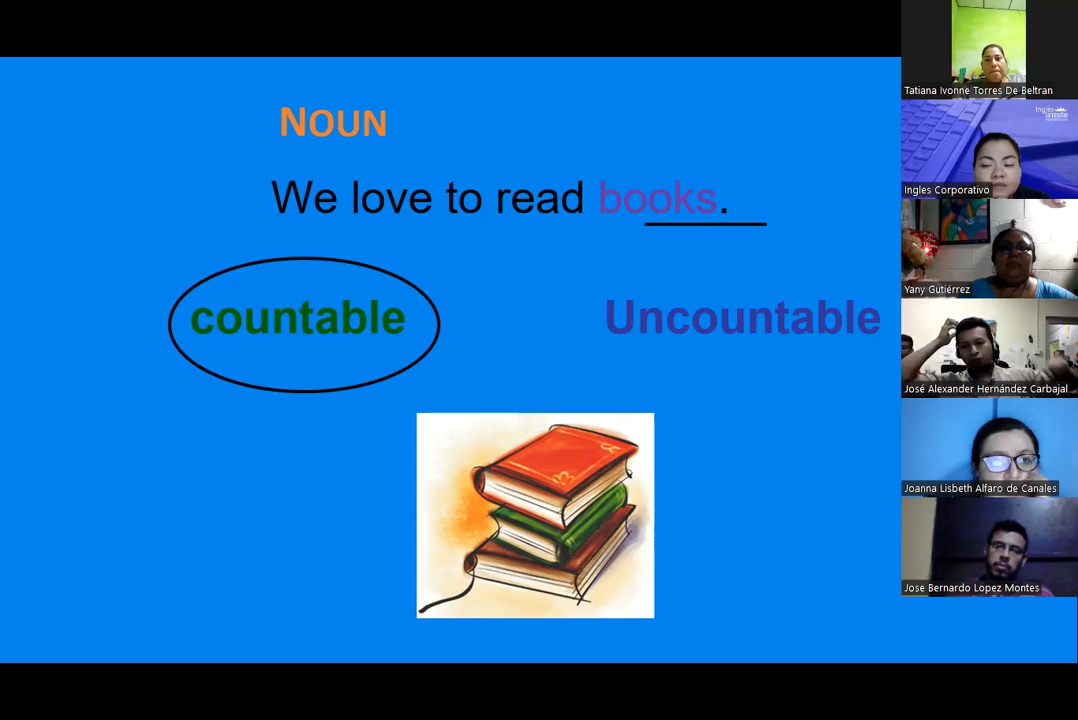 NOUN
We love to read books.
countable
Uncountable
Tatiana Ivonne Torres De Beltran
Ingles Corporativo
Yany Gutiérrez
José Alexander Hernández Carbajal
Joanna Lisbeth Alfaro de Canales
Jose Bernardo Lopez Montes